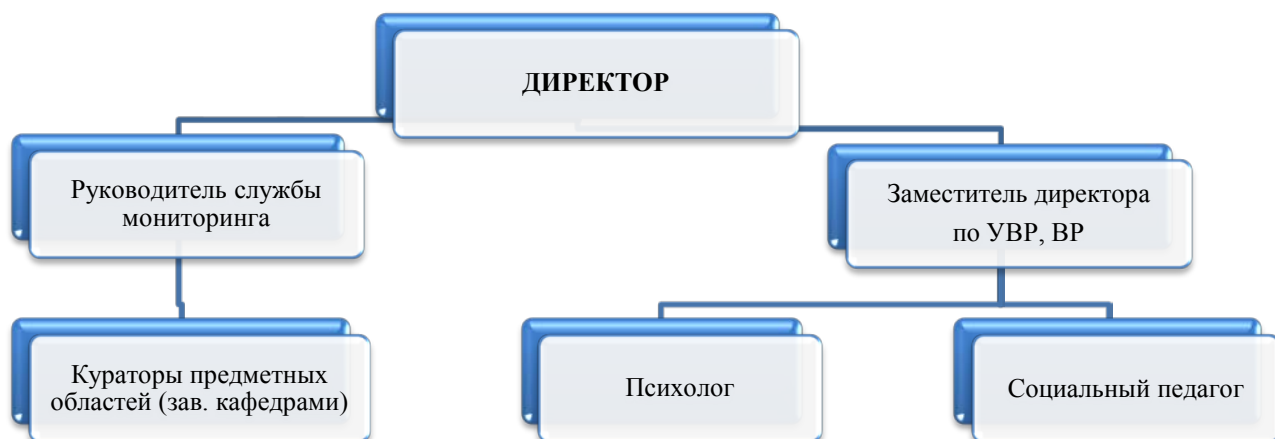 ДИРЕКТОР
Руководитель службы
мониторинга
Заместитель директора
по УВР, ВР
Кураторы предметных
областей (зав. кафедрами)
Психолог
Социальный педагог